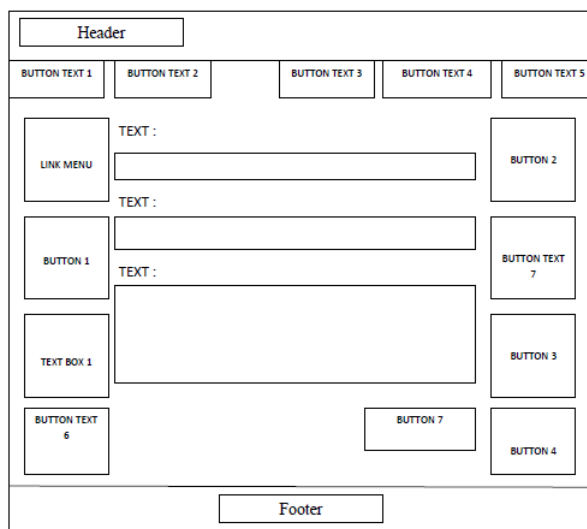 Header
BUTTON TEXT 1
BUTTON TEXT 2
BUTTON TEXT 3
BUTTON TEXT 4
BUTTON TEXT 5
TEXT :
LINK MENU
BUTTON 2
TEXT :
BUTTON 1
BUTTON TEXT
7
TEXT :
TEXT BOX 1
BUTTON 3
BUTTON TEXT
6
BUTTON 7
BUTTON 4
Footer